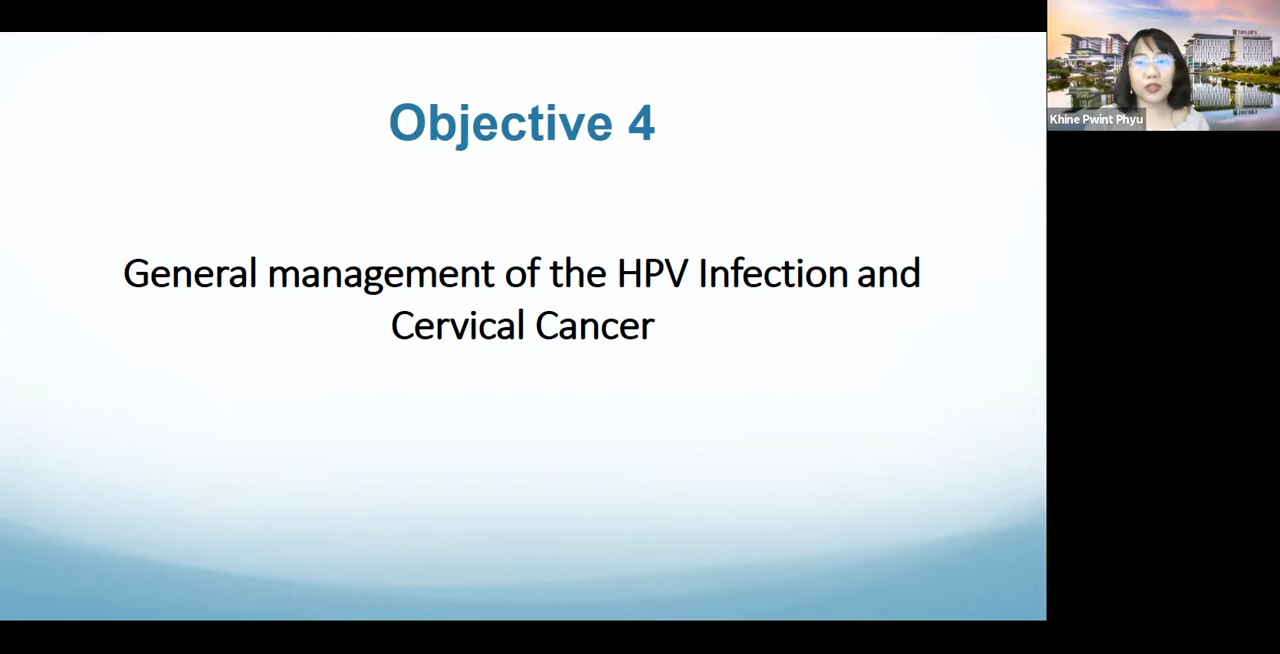 Objective 4
General management of the HPV Infection and
Cervical Cancer
Khine Pwint Phyu